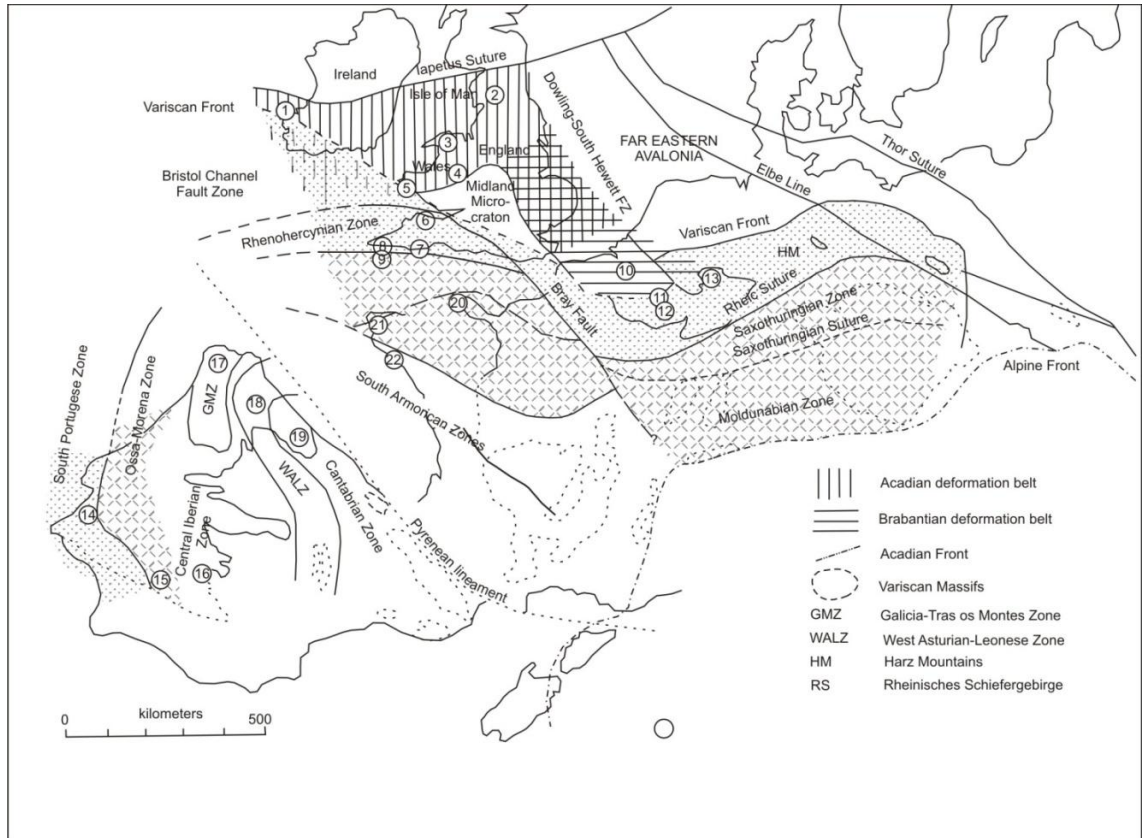 Ireland
Iapetus Suture
Variscan Front
Isle of Man
1
2
Dowling-South Hewett FZ
FAR EASTERN
AVALONIA
Thor Suture
Elbe Line
3
England
Wales
4
5
Bristol Channel
Fault Zone
Midland
Micro-
craton
Variscan Front
6
Rhenohercynian Zone
7
8
9
10
11
12
13
HM
Rheic Suture
Bray Fault
Saxothuringian Zone
Saxothuringian Suture
Moldunabian Zone
Alpine Front
20
21
22
South Armorican Zones
South Portugese Zone
Ossa-Morena Zone
17
GMZ
18
19
WALZ
Cantabrian Zone
Central Iberian
Zone
Pyrenean lineament
14
15
16
Acadian deformation belt
Brabantian deformation belt
Acadian Front
Variscan Massifs
GMZ Galicia-Tras os Montes Zone
WALZ West Asturian-Leonese Zone
HM Harz Mountains
RS Rheinisches Schiefergebirge
0 kilometers 500